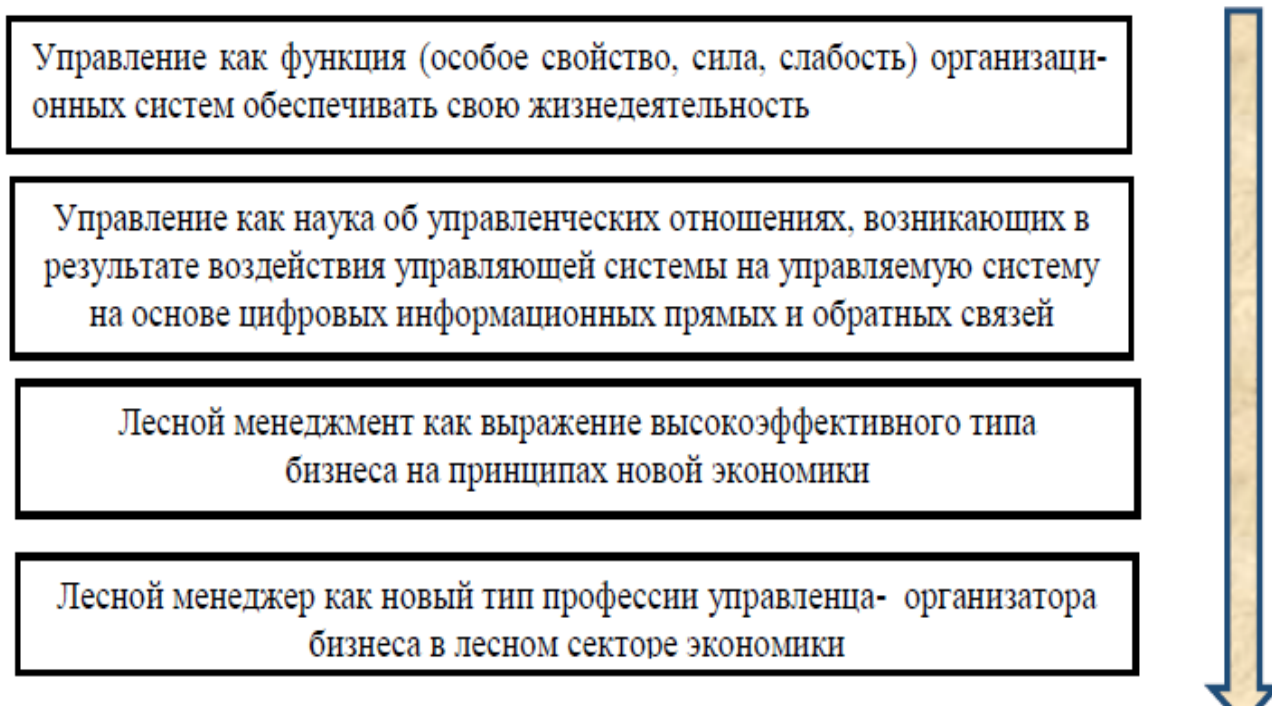 Управление как функция (особое свойство, сила, слабость) организаци-
онных систем обеспечивать свою жизнедеятельность
Управление как наука об управленческих отношениях, возникающих в
результате воздействия управляющей системы на управляемую систему
на основе цифровых информационных прямых и обратных связей
Лесной менеджмент как выражение высокоэффективного типа
бизнеса на принципах новой экономики
Лесной менеджер как новый тип профессии управленца- организатора
бизнеса в лесном секторе экономики